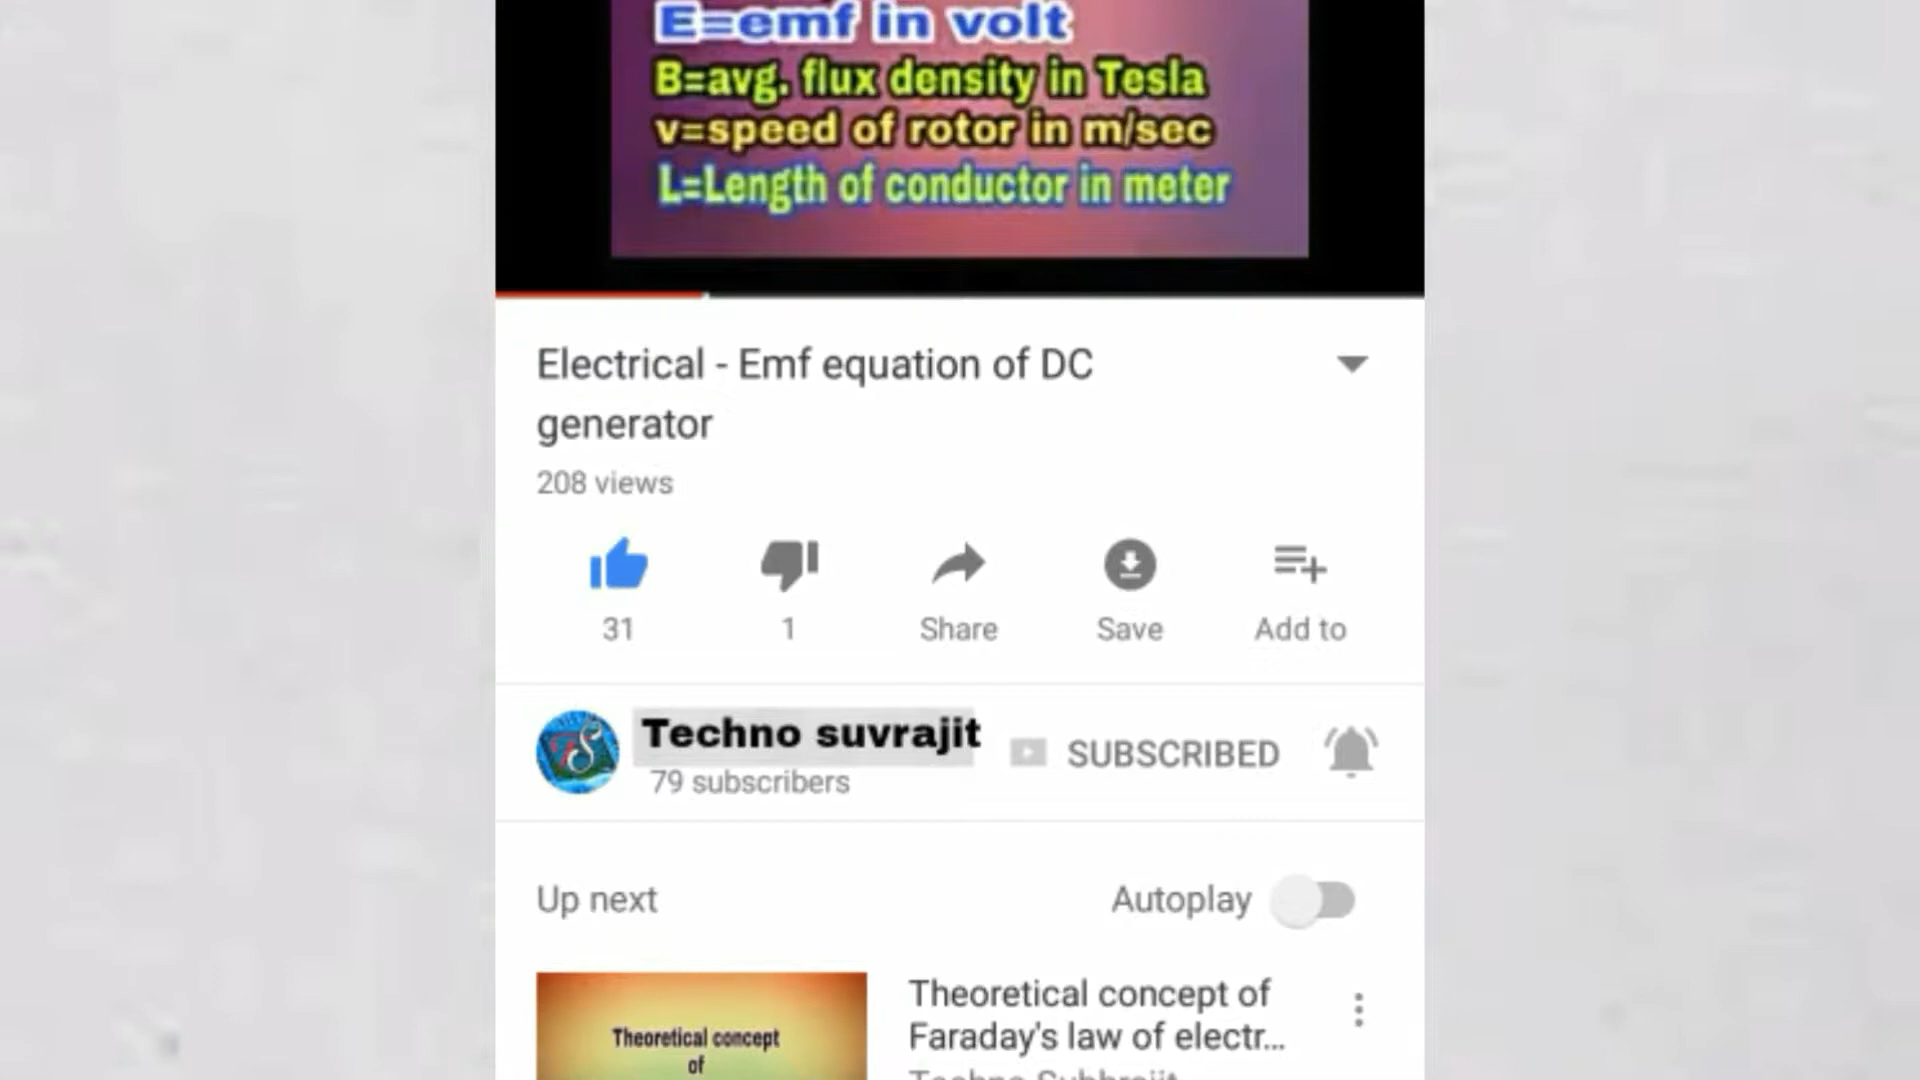 E=emf in volt
B=avg. flux density in Tesla
v=speed of rotor in m/sec
L=Length of conductor in meter
Electrical - Emf equation of DC
generator
208 views
31
1
Share
Save
Add to
Techno suvrajit
79 subscribers
SUBSCRIBED
Up next
Autoplay
Theoretical concept
of
Theoretical concept of
Faraday's law of electr...